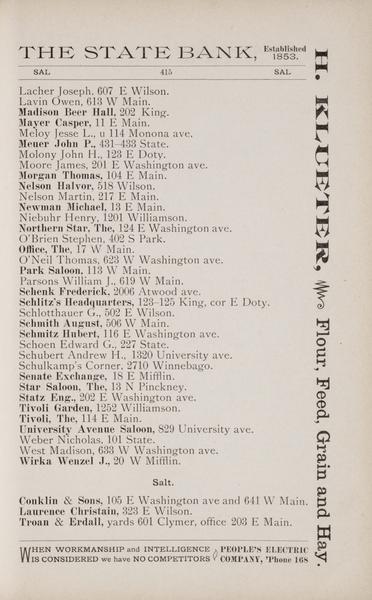 THE STATE BANK, Established 1853.
SAL 415 SAL
Lacher Joseph, 607 E Wilson.
Lavin Owen, 613 W Main.
Madison Beer Hall, 202 King.
Mayer Casper, 11 E Main.
Meloy Jesse L., u 114 Monona ave.
Meuer John P., 431-433 State.
Molony John H., 123 E Doty.
Moore James, 201 E Washington ave.
Morgan Thomas, 104 E Main.
Nelson Halvor, 518 Wilson.
Nelson Martin, 217 E Main.
Newman Michael, 13 E Main.
Niebuhr Henry, 1201 Williamson.
Northern Star, The, 124 E Washington ave.
O'Brien Stephen, 402 S Park.
Office, The, 17 W Main.
O'Neil Thomas, 623 W Washington ave.
Park Saloon, 113 W Main.
Parsons William J., 619 W Main.
Schenk Frederick, 2006 Atwood ave.
Schlitz's Headquarters, 123-125 King, cor E Doty.
Schlotthauer G., 502 E Wilson.
Schmith August, 506 W Main.
Schmitz Hubert, 116 E Washington ave.
Schoen Edward G., 227 State.
Schubert Andrew H., 1320 University ave.
Schulkamp's Corner, 2710 Winnebago.
Senate Exchange, 18 E Mifflin.
Star Saloon, The, 13 N Pinckney.
Statz Eng., 202 E Washington ave.
Tivoli Garden, 1252 Williamson.
Tivoli, The, 114 E Main.
University Avenue Saloon, 829 University ave.
Weber Nicholas, 101 State.
West Madison, 633 W Washington ave.
Wirka Wenzel J., 20 W Mifflin.
Salt.
Conklin & Sons, 105 E Washington ave and 641 W Main.
Laurence Christain, 323 E Wilson.
Troan & Erdall, yards 601 Clymer, office 203 E Main.
WHEN WORKMANSHIP and INTELLIGENCE PEOPLE'S ELECTRIC
IS CONSIDERED we have NO COMPETITORS COMPANY, 'Phone 168
H. KLUETER, Flour, Feed, Grain and Hay.